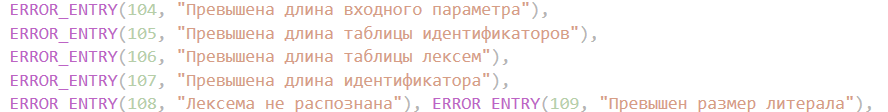 ERROR_ENTRY(104, "Превышена длина входного параметра"),
ERROR_ENTRY(105, "Превышена длина таблицы идентификаторов"),
ERROR_ENTRY(106, "Превышена длина таблицы лексем"),
ERROR_ENTRY(107, "Превышена длина идентификатора"),
ERROR_ENTRY(108, "Лексема не распознана"), ERROR_ENTRY(109, "Превышен размер литерала"),